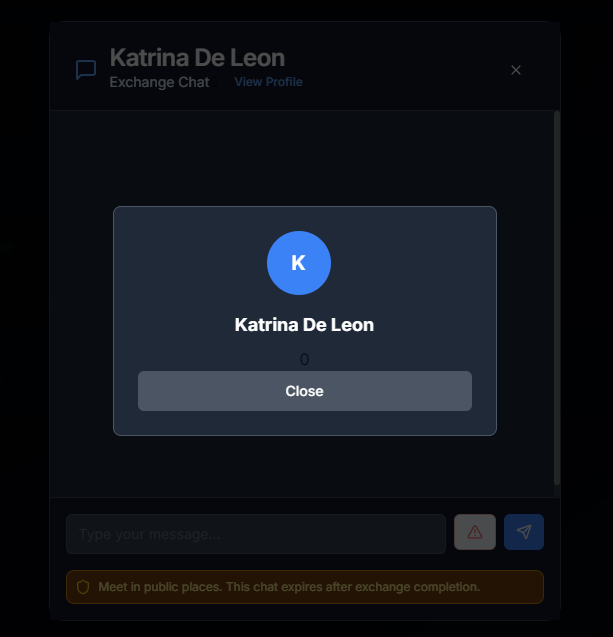 Katrina De Leon
Exchange Chat View Profile
K
Katrina De Leon
0
Close
Type your message...
Meet in public places. This chat expires after exchange completion.